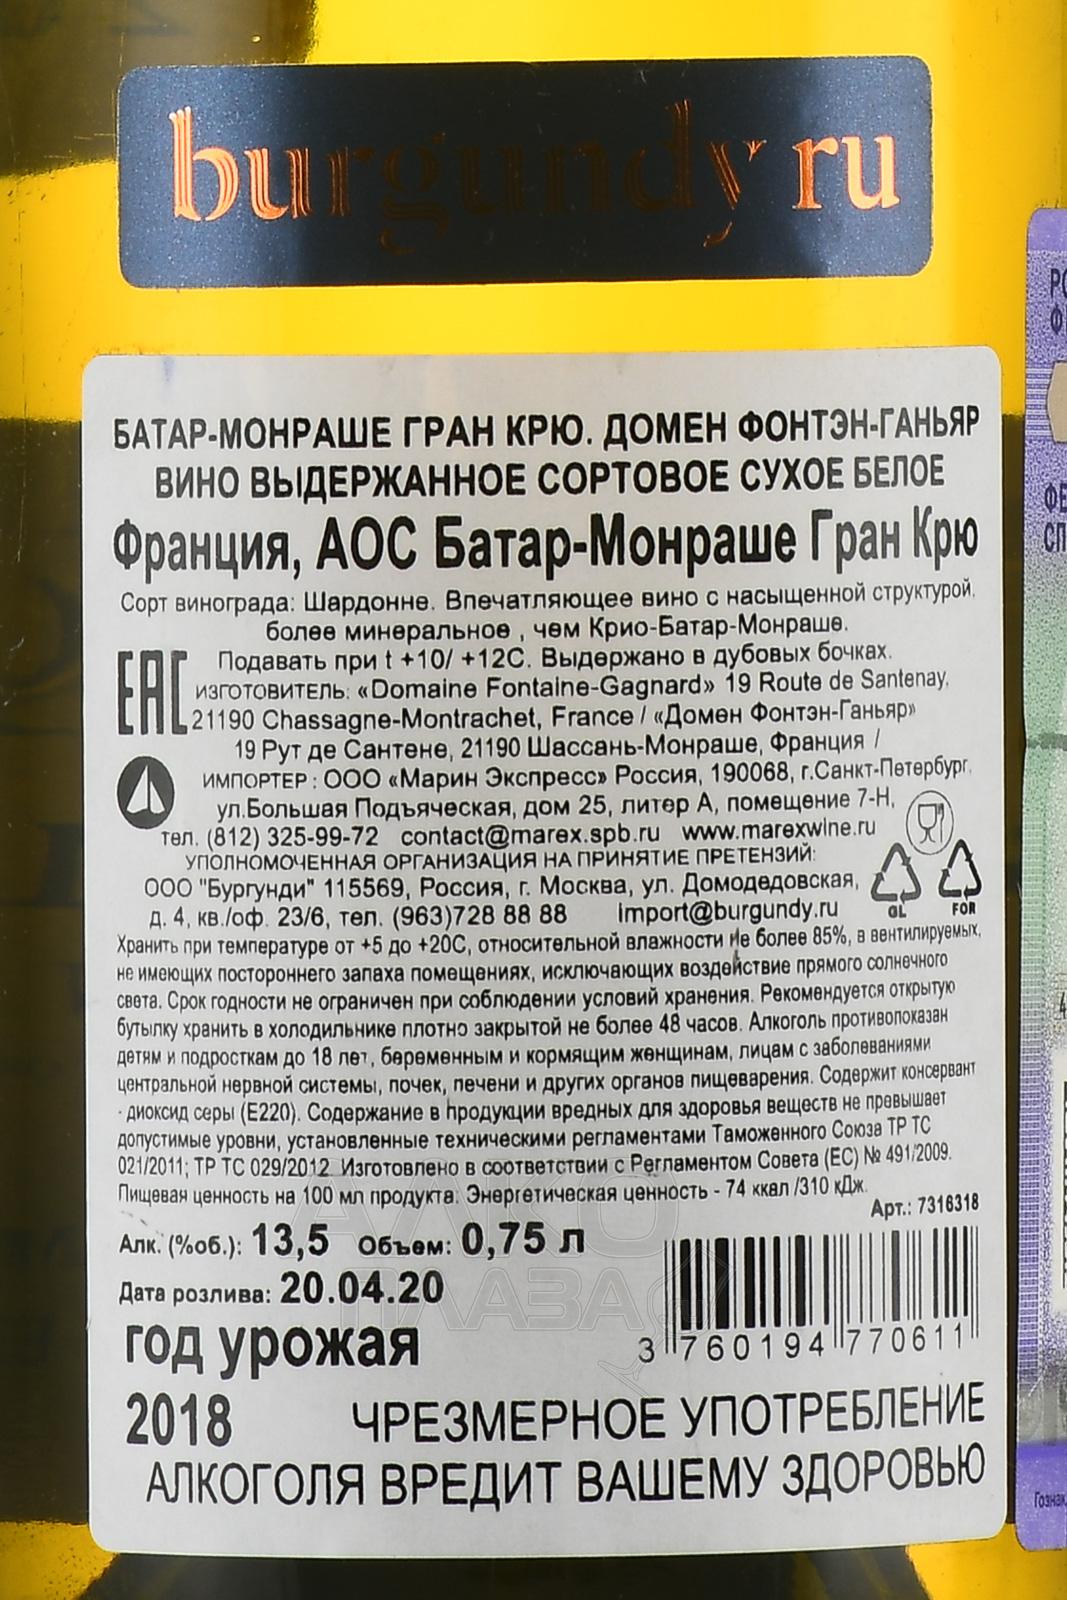 burgundy ru
БАТАР-МОНРАШЕ ГРАН КРЮ. ДОМЕН ФОНТЭН-ГАНЬЯР
ВИНО ВЫДЕРЖАННОЕ СОРТОВОЕ СУХОЕ БЕЛОЕ
Франция, АОС Батар-Монраше Гран Крю
Сорт винограда: Шардонне. Впечатляющее вино с насыщенной структурой,
более минеральное , чем Крио-Батар-Монраше.
Подавать при t +10/ +12С. Выдержано в дубовых бочках.
ИЗГОТОВИТЕЛЬ: «Domaine Fontaine-Gagnard» 19 Route de Santenay,
21190 Chassagne-Montrachet, France / «Домен Фонтэн-Ганьяр»
19 Рут де Сантене, 21190 Шассань-Монраше, Франция /
ИМПОРТЕР : ООО «Марин Экспресс» Россия, 190068, г.Санкт-Петербург,
ул.Большая Подъяческая, дом 25, литер А, помещение 7-Н,
тел. (812) 325-99-72 contact@marex.spb.ru www.marexwine.ru
УПОЛНОМОЧЕННАЯ ОРГАНИЗАЦИЯ НА ПРИНЯТИЕ ПРЕТЕНЗИЙ:
ООО "Бургунди" 115569, Россия, г. Москва, ул. Домодедовская,
д. 4, кв./оф. 23/6, тел. (963)728 88 88 import@burgundy.ru
EAC
GL
FOR
Хранить при температуре от +5 до +20С, относительной влажности не более 85%, в вентилируемых,
не имеющих постороннего запаха помещениях, исключающих воздействие прямого солнечного
света. Срок годности не ограничен при соблюдении условий хранения. Рекомендуется открытую
бутылку хранить в холодильнике плотно закрытой не более 48 часов. Алкоголь противопоказан
детям и подросткам до 18 лет, беременным и кормящим женщинам, лицам с заболеваниями
центральной нервной системы, почек, печени и других органов пищеварения. Содержит консервант
- диоксид серы (Е220). Содержание в продукции вредных для здоровья веществ не превышает
допустимые уровни, установленные техническими регламентами Таможенного Союза ТР ТС
021/2011; ТР ТС 029/2012. Изготовлено в соответствии с Регламентом Совета (ЕС) № 491/2009.
Пищевая ценность на 100 мл продукта: Энергетическая ценность - 74 ккал /310 кДж.
Арт.: 7316318
Алк. (%об.): 13,5 Объем: 0,75 л
Дата розлива: 20.04.20
3 760194 770611
год урожая
2018
ЧРЕЗМЕРНОЕ УПОТРЕБЛЕНИЕ
АЛКОГОЛЯ ВРЕДИТ ВАШЕМУ ЗДОРОВЬЮ
АЛКО
ПЛАЗА